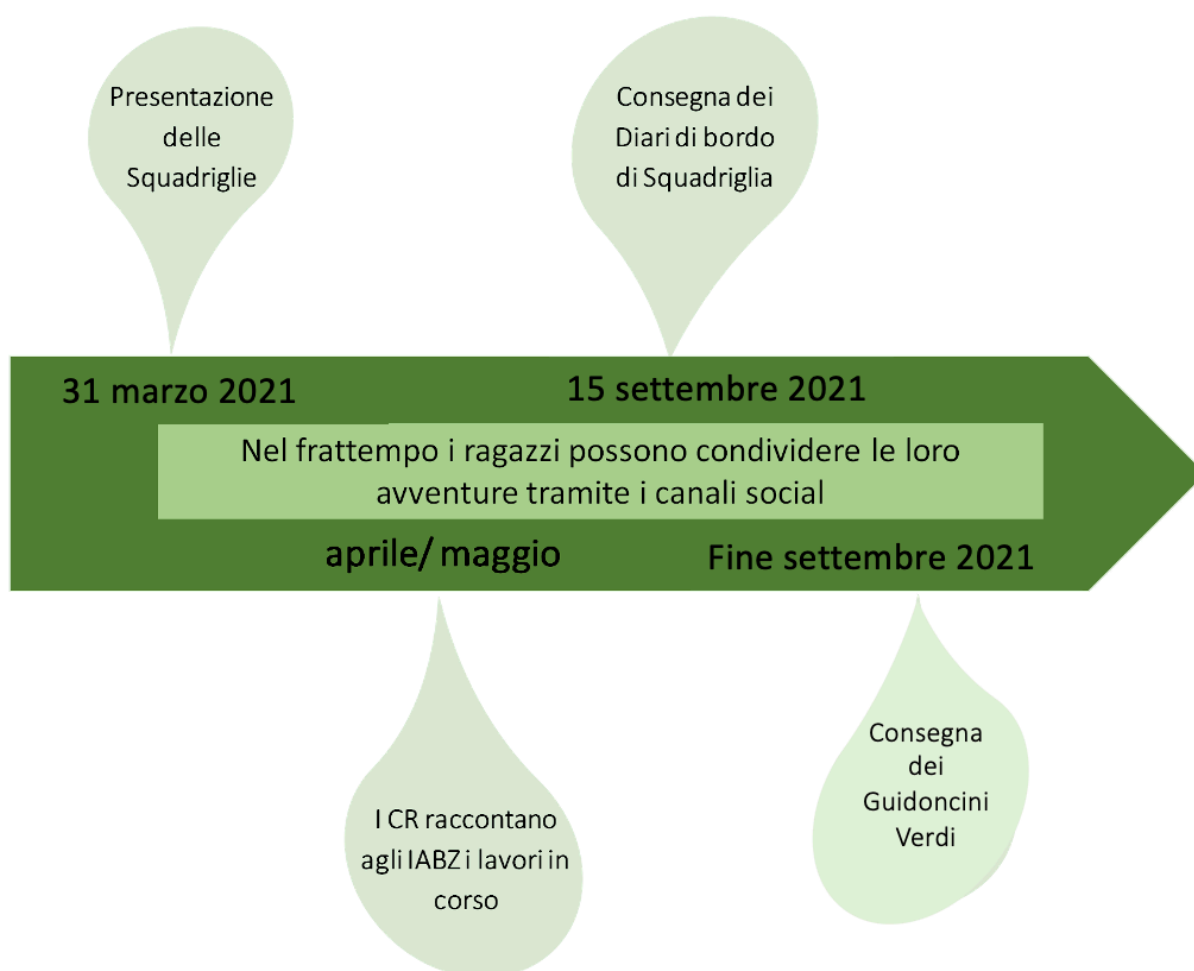 Presentazione
delle
Squadriglie
Consegna dei
Diari di bordo
di Squadriglia
31 marzo 2021
15 settembre 2021
Nel frattempo i ragazzi possono condividere le loro
avventure tramite i canali social
aprile/ maggio
Fine settembre 2021
I CR raccontano
agli IABZ i lavori in
corso
Consegna
dei
Guidoncini
Verdi